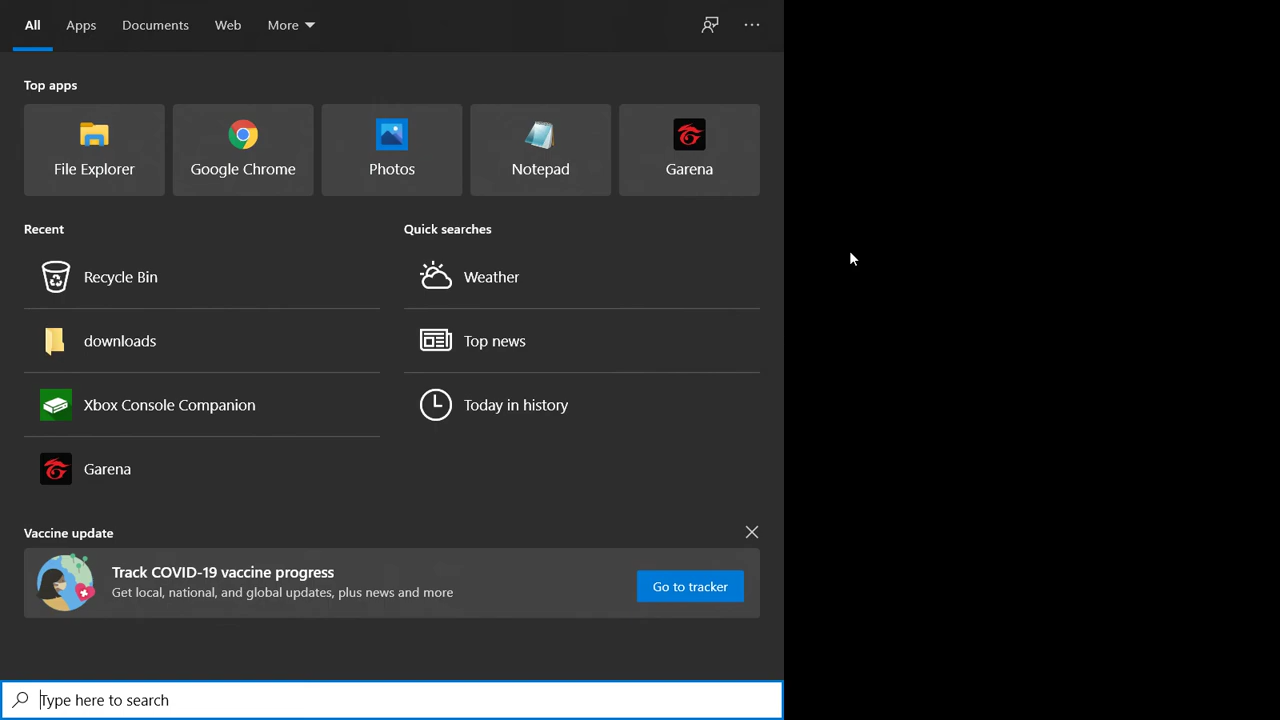 All Apps Documents Web More
Top apps
File Explorer Google Chrome Photos Notepad Garena
Recent Quick searches
Recycle Bin Weather
downloads Top news
Xbox Console Companion Today in history
Garena
Vaccine update
Track COVID-19 vaccine progress
Get local, national, and global updates, plus news and more
Go to tracker
Type here to search